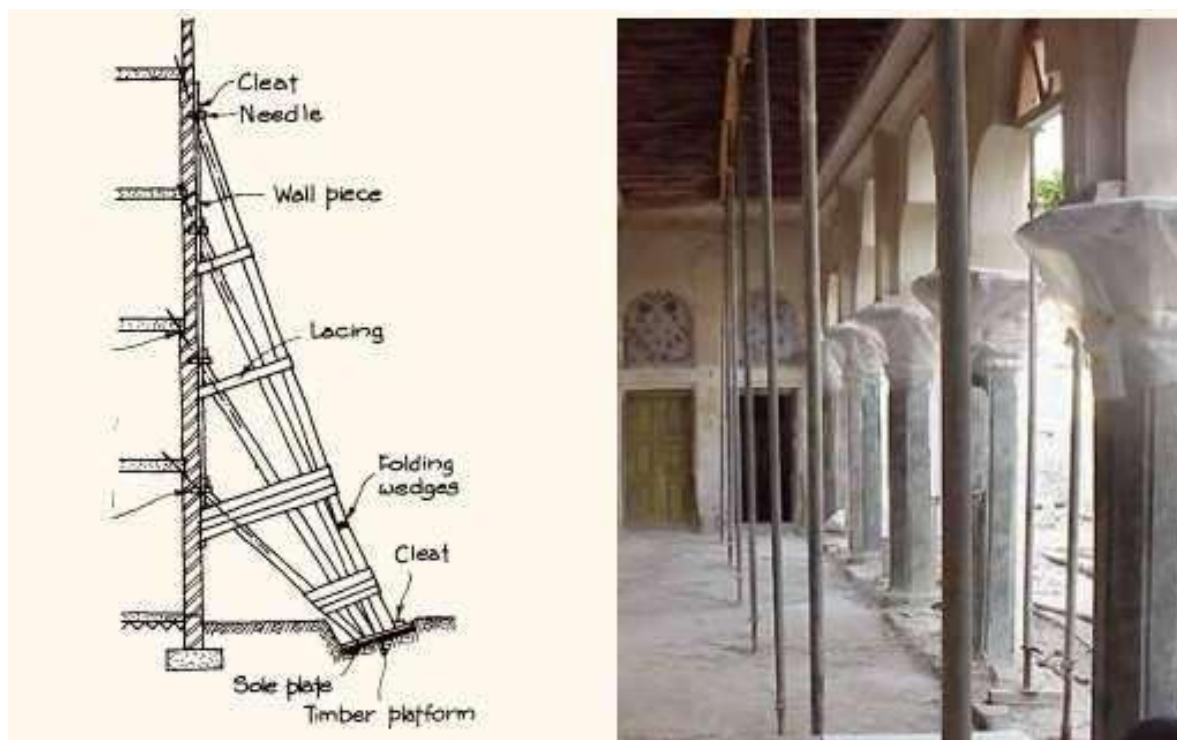 Cleat
Needle
Wall piece
Lacing
Folding
wedges
Cleat
Sole plate
Timber platform